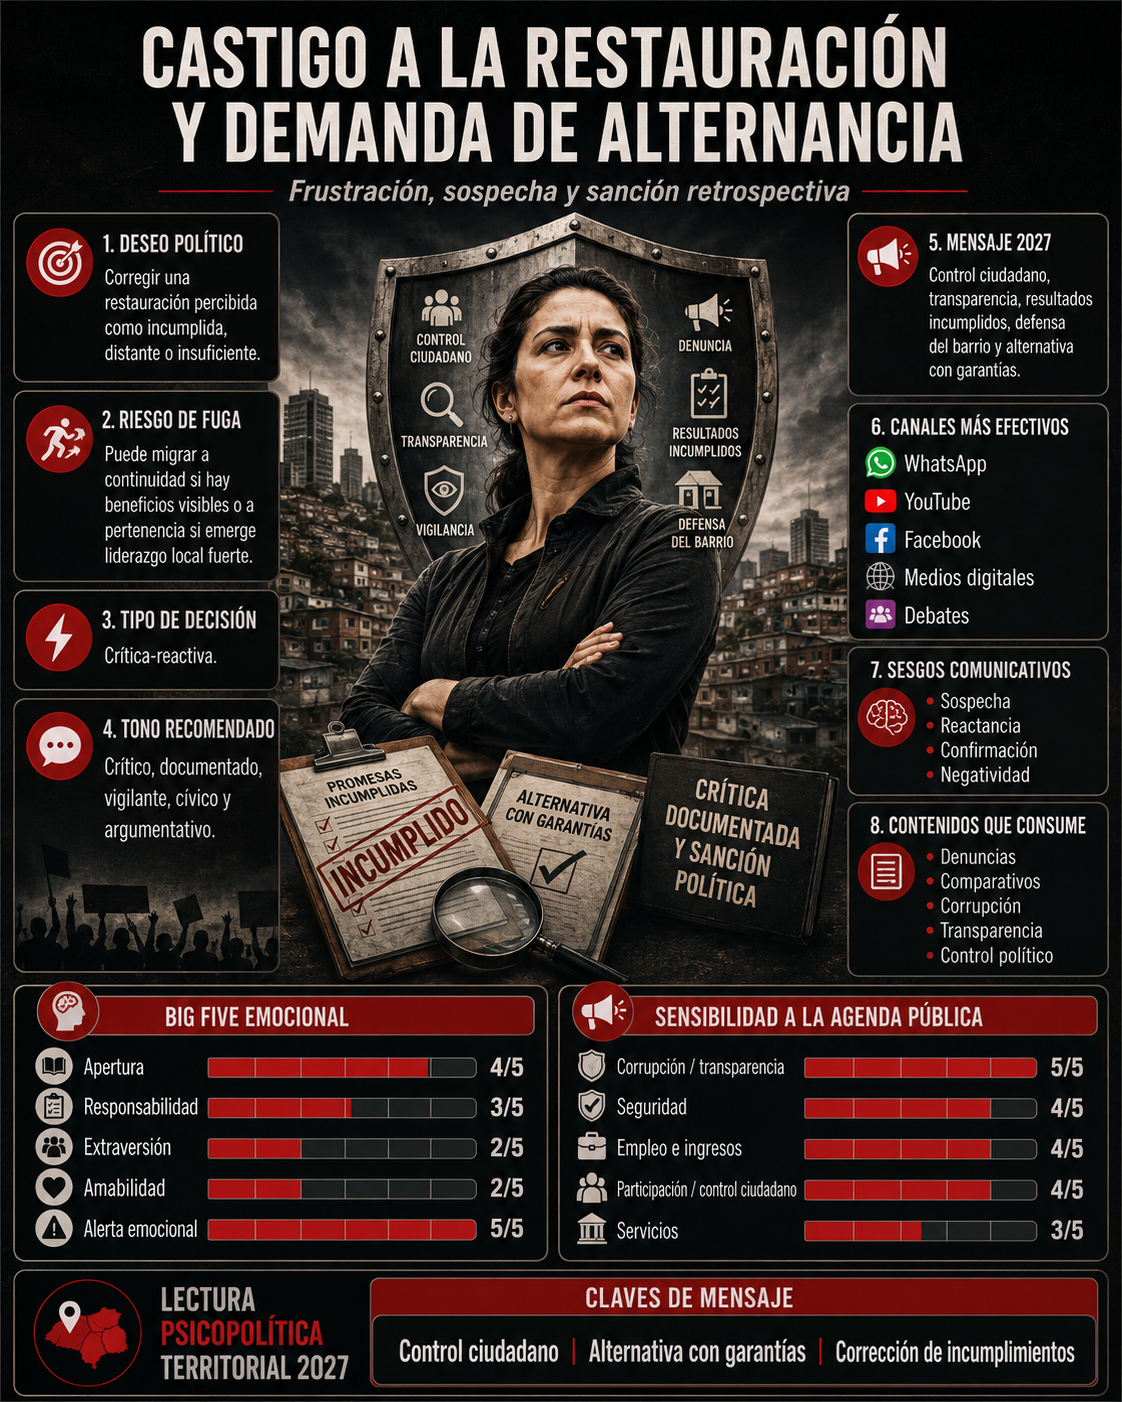 CASTIGO A LA RESTAURACIÓN
Y DEMANDA DE ALTERNANCIA
Frustración, sospecha y sanción retrospectiva
1. DESEO POLÍTICO
Corregir una
restauración percibida
como incumplida,
distante o insuficiente.
2. RIESGO DE FUGA
Puede migrar a
continuidad si hay
beneficios visibles o a
pertenencia si emerge
liderazgo local fuerte.
3. TIPO DE DECISIÓN
Crítica-reactiva.
4. TONO RECOMENDADO
Crítico, documentado,
vigilante, cívico y
argumentativo.
CONTROL
CIUDADANO
TRANSPARENCIA
VIGILANCIA
DENUNCIA
RESULTADOS
INCUMPLIDOS
DEFENSA
DEL BARRIO
PROMESAS
INCUMPLIDAS
INCUMPLIDO
ALTERNATIVA
CON GARANTÍAS
CRÍTICA
DOCUMENTADA
Y SANCIÓN
POLÍTICA
5. MENSAJE 2027
Control ciudadano,
transparencia, resultados
incumplidos, defensa
del barrio y alternativa
con garantías.
6. CANALES MÁS EFECTIVOS
WhatsApp
YouTube
Facebook
Medios digitales
Debates
7. SESGOS COMUNICATIVOS
• Sospecha
• Reactancia
• Confirmación
• Negatividad
8. CONTENIDOS QUE CONSUME
• Denuncias
• Comparativos
• Corrupción
• Transparencia
• Control político
BIG FIVE EMOCIONAL
Apertura 4/5
Responsabilidad 3/5
Extraversión 2/5
Amabilidad 2/5
Alerta emocional 5/5
SENSIBILIDAD A LA AGENDA PÚBLICA
Corrupción / transparencia 5/5
Seguridad 4/5
Empleo e ingresos 4/5
Participación / control ciudadano 4/5
Servicios 3/5
LECTURA
PSICOPOLÍTICA
TERRITORIAL 2027
CLAVES DE MENSAJE
Control ciudadano | Alternativa con garantías | Corrección de incumplimientos